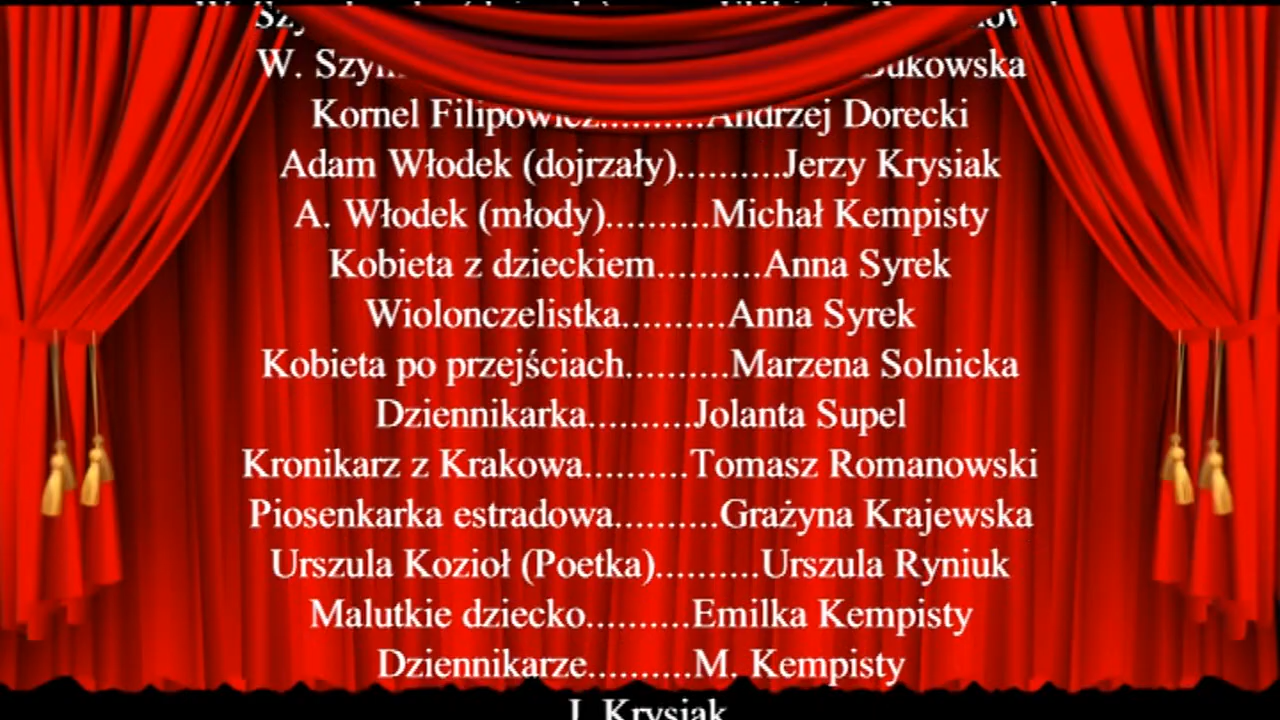 W. Bukowska
Kornel Filipowicz..........Andrzej Dorecki
Adam Włodek (dojrzały)..........Jerzy Krysiak
A. Włodek (młody)..........Michał Kempisty
Kobieta z dzieckiem..........Anna Syrek
Wiolonczelistka..........Anna Syrek
Kobieta po przejściach..........Marzena Solnicka
Dziennikarka..........Jolanta Supel
Kronikarz z Krakowa..........Tomasz Romanowski
Piosenkarka estradowa..........Grażyna Krajewska
Urszula Kozioł (Poetka)..........Urszula Ryniuk
Malutkie dziecko..........Emilka Kempisty
Dziennikarze..........M. Kempisty
J. Krysiak